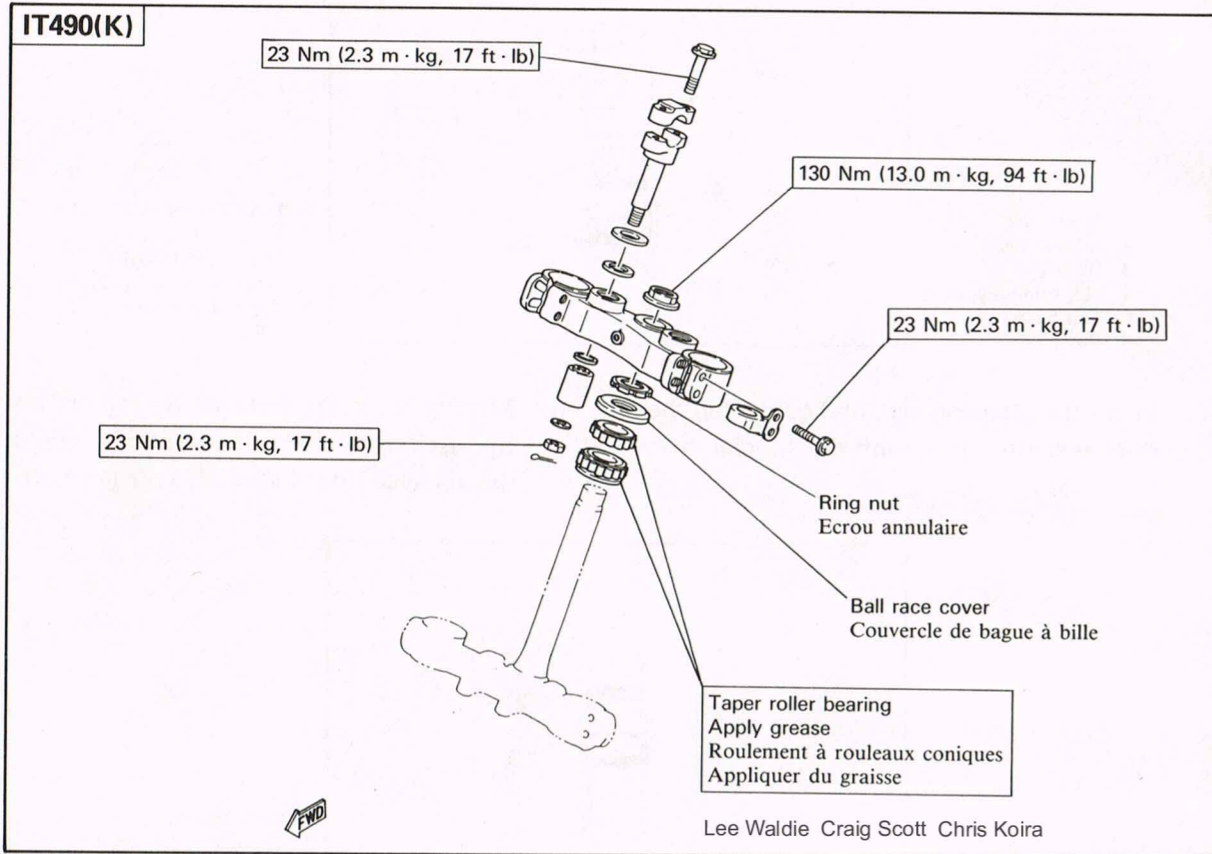 IT490(K)
23 Nm (2.3 m · kg, 17 ft · lb)
130 Nm (13.0 m · kg, 94 ft · lb)
23 Nm (2.3 m · kg, 17 ft · lb)
23 Nm (2.3 m · kg, 17 ft · lb)
Ring nut
Ecrou annulaire
Ball race cover
Couvercle de bague à bille
Taper roller bearing
Apply grease
Roulement à rouleaux coniques
Appliquer du graisse
FWD
Lee Waldie Craig Scott Chris Koira